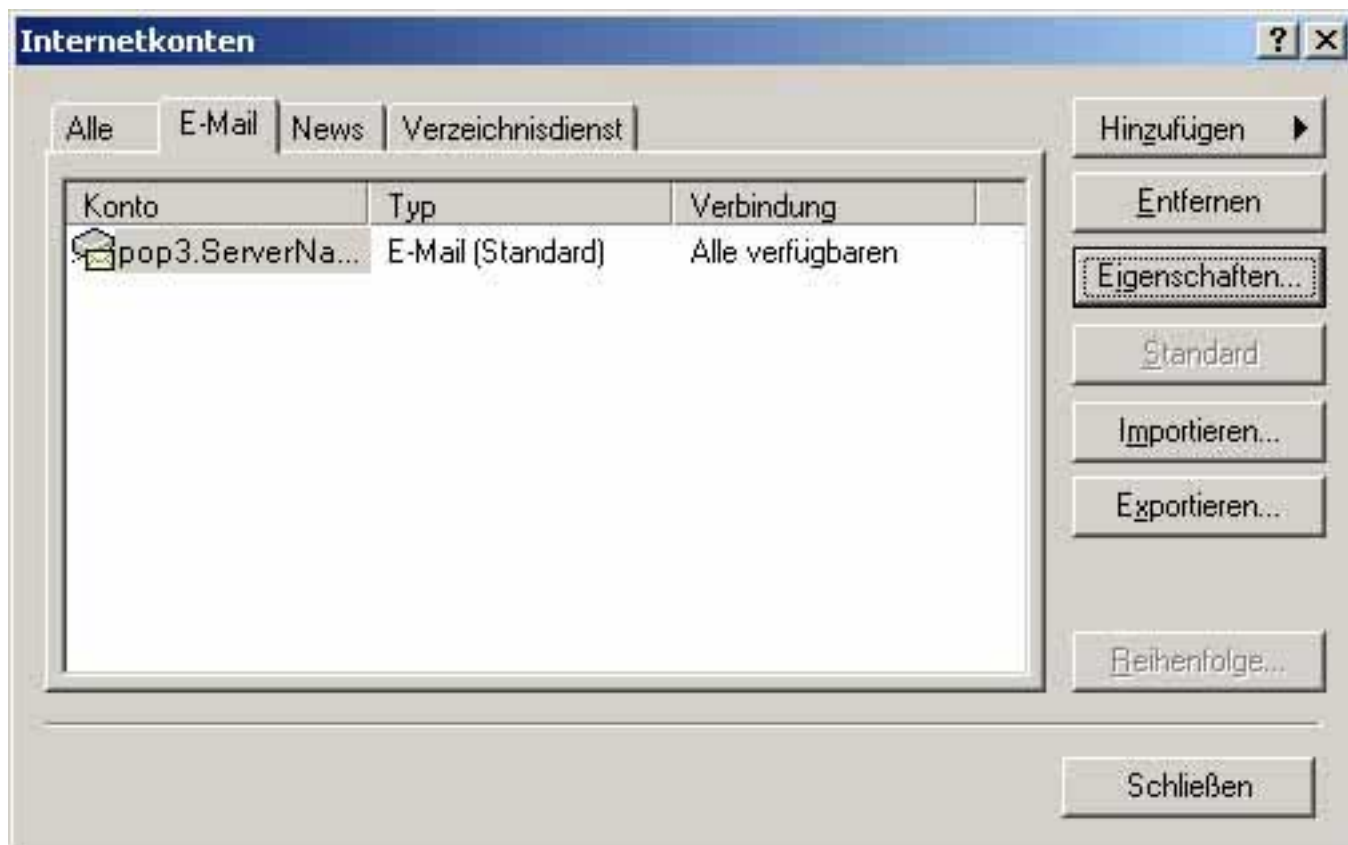 Internetkonten
Alle E-Mail News Verzeichnisdienst
Konto Typ Verbindung
pop3.ServerNa... E-Mail (Standard) Alle verfügbaren
Hinzufügen
Entfernen
Eigenschaften...
Standard
Importieren...
Exportieren...
Reihenfolge...
Schließen